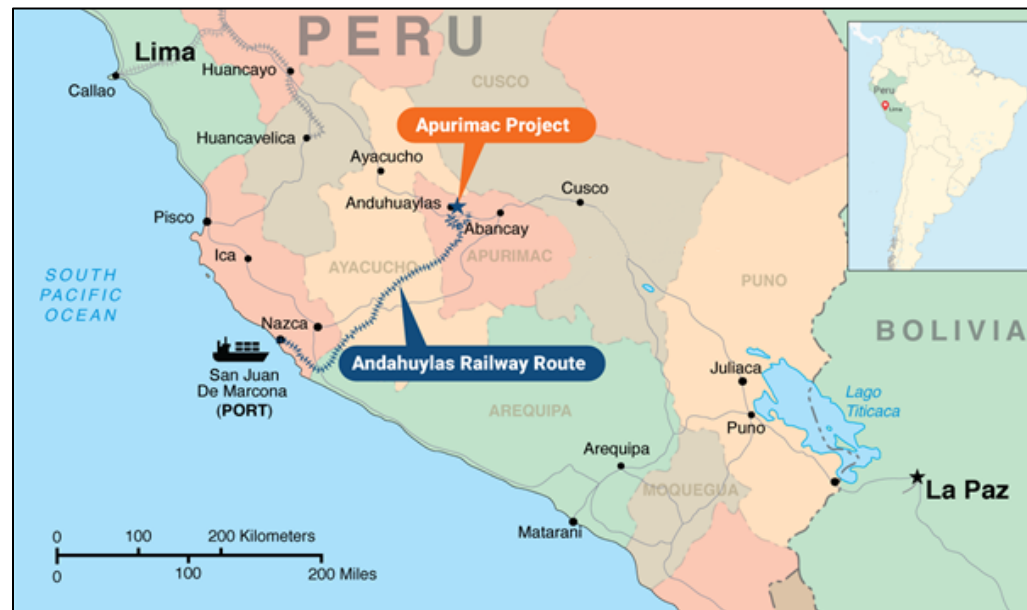 PERU
Lima
Callao
Huancayo
CUSCO
Huancavelica
Apurimac Project
Ayacucho
Anduhuaylas
Cusco
Abancay
Pisco
Ica
AYACUCHO
APURIMAC
PUNO
SOUTH
PACIFIC
OCEAN
Nazca
BOLIVIA
San Juan
De Marcona
(PORT)
Andahuylas Railway Route
Juliaca
Lago
Titicaca
AREQUIPA
Puno
Arequipa
MOQUEGUA
La Paz
Matarani
0 100 200 Kilometers
0 100 200 Miles
Peru
Lima